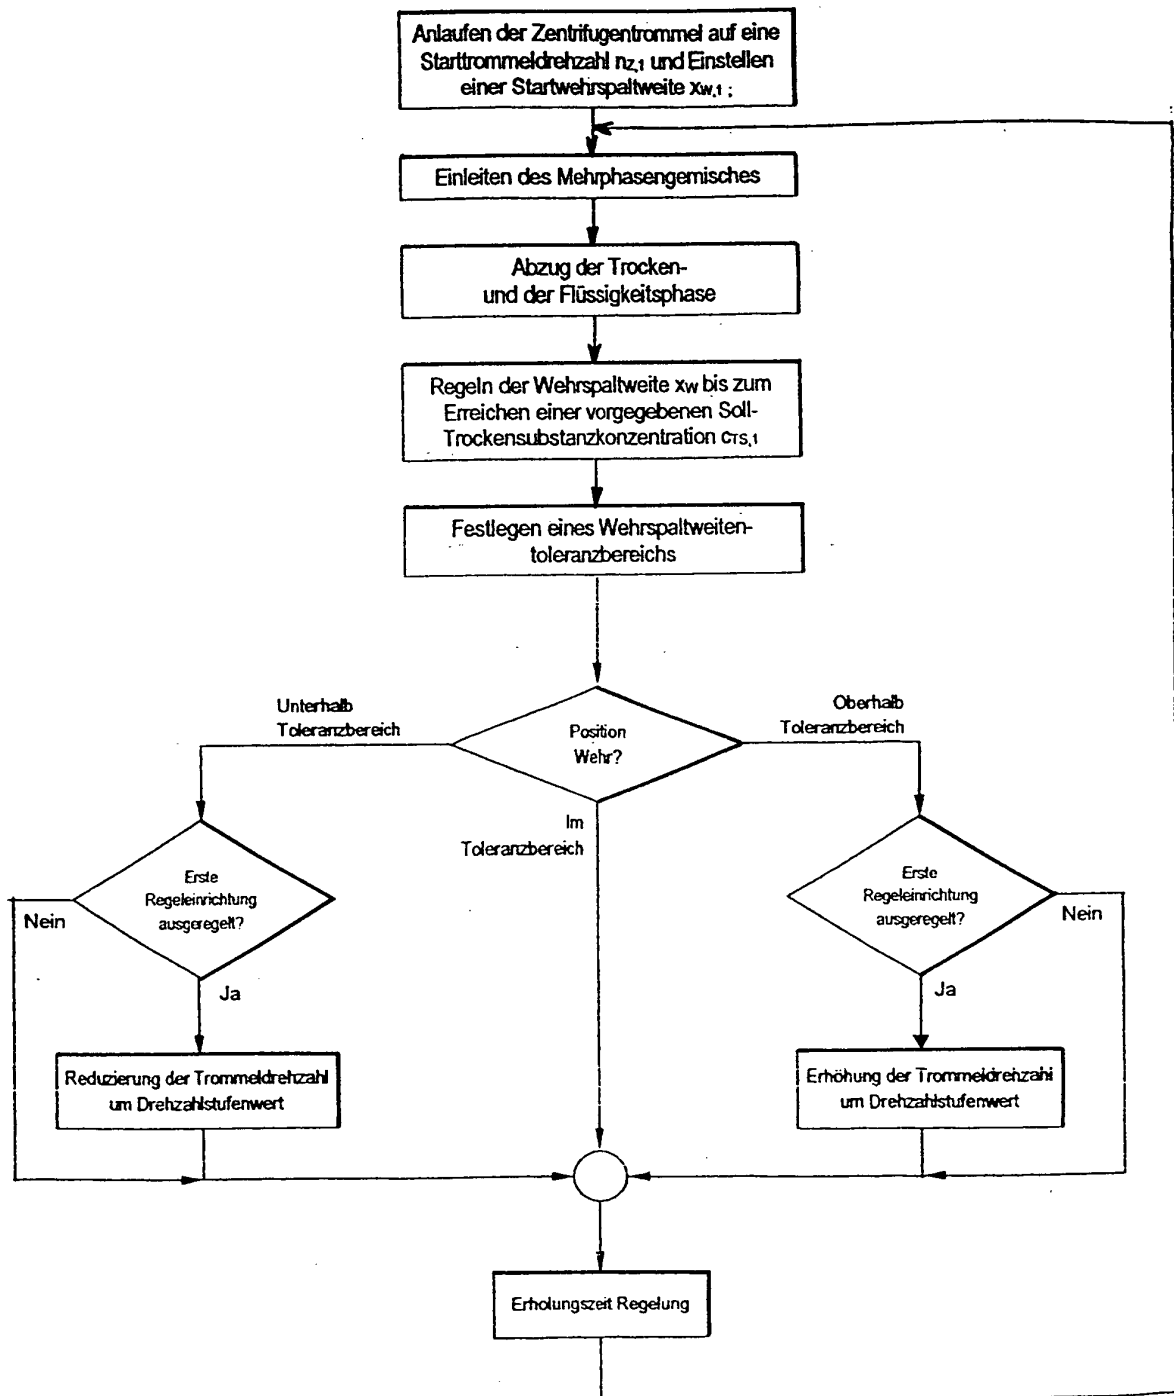 Anlaufen der Zentrifugentrommel auf eine
Starttrommeldrehzahl nz,1 und Einstellen
einer Startwehrspaltweite xw,1 ;
Einleiten des Mehrphasengemisches
Abzug der Trocken-
und der Flüssigkeitsphase
Regeln der Wehrspaltweite xw bis zum
Erreichen einer vorgegebenen Soll-
Trockensubstanzkonzentration cTS,1
Festlegen eines Wehrspaltweiten-
toleranzbereichs
Unterhalb
Toleranzbereich
Position
Wehr?
Oberhalb
Toleranzbereich
Im
Toleranzbereich
Erste
Regeleinrichtung
ausgeregelt?
Nein
Ja
Erste
Regeleinrichtung
ausgeregelt?
Nein
Ja
Reduzierung der Trommeldrehzahl
um Drehzahlstufenwert
Erhöhung der Trommeldrehzahl
um Drehzahlstufenwert
Erholungszeit Regelung